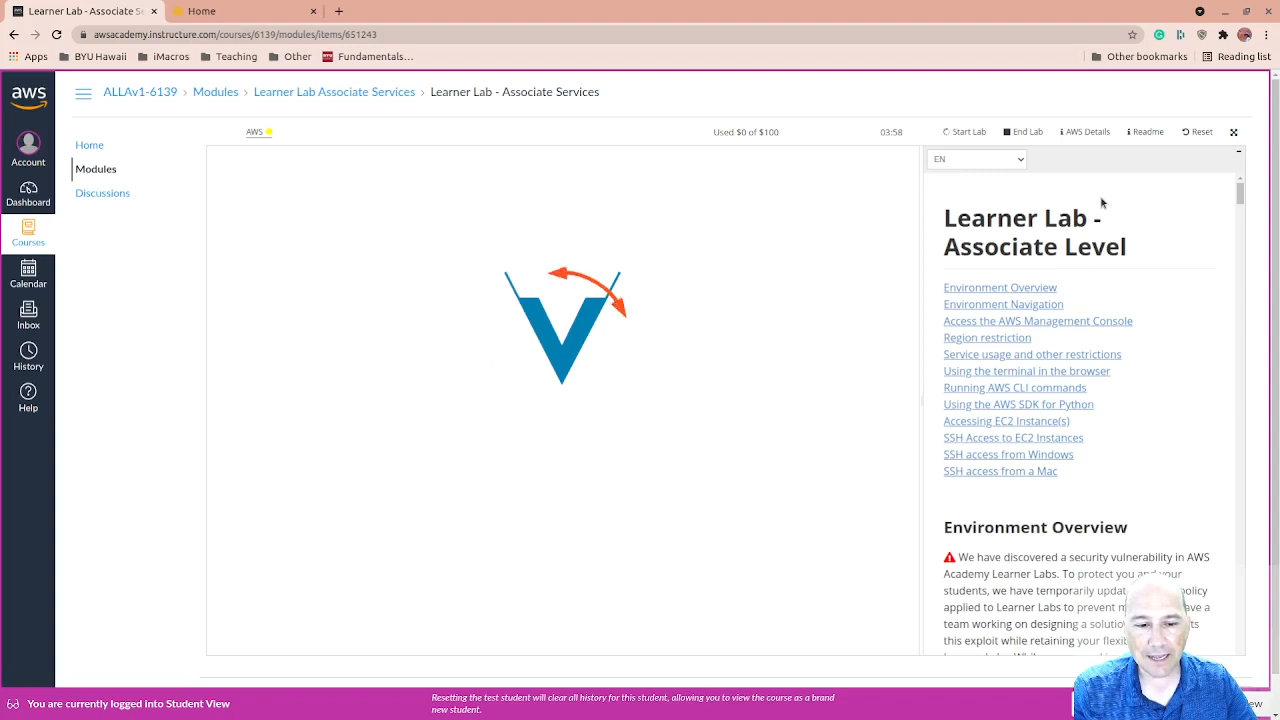 Learner Lab - Associate Services
Home
awsacademy.instructure.com/courses/6139/modules/items/651243
Apps
BYU Hawaii
iMacros
Teaching
Fundamentals...
aws
Account
Dashboard
Courses
Calendar
Inbox
History
Help
ALLAv1-6139 › Modules › Learner Lab Associate Services › Learner Lab - Associate Services
Home
Modules
Discussions
AWS
Used $0 of $100
03:58
Start Lab
End Lab
AWS Details
Readme
Reset
EN
Learner Lab -
Associate Level
Environment Overview
Environment Navigation
Access the AWS Management Console
Region restriction
Service usage and other restrictions
Using the terminal in the browser
Running AWS CLI commands
Using the AWS SDK for Python
Accessing EC2 Instance(s)
SSH Access to EC2 Instances
SSH access from Windows
SSH access from a Mac
Environment Overview
We have discovered a security vulnerability in AWS
Academy Learner Labs. To protect you and your
students, we have temporarily policy
applied to Learner Labs to prevent have a
team working on designing a
this exploit while retaining your
You are currently logged into Student View
Resetting the test student will clear all history for this student, allowing you to view the course as a brand
new student.